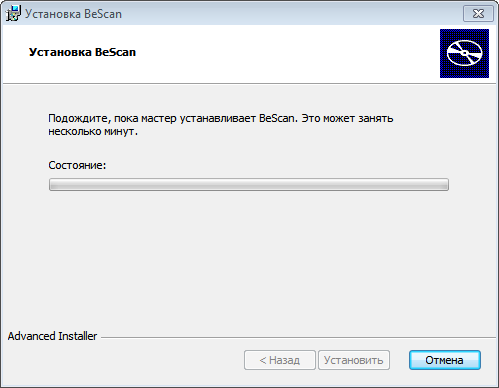 Установка BeScan
Установка BeScan
Подождите, пока мастер устанавливает BeScan. Это может занять
несколько минут.
Состояние:
Advanced Installer
< Назад
Установить
Отмена